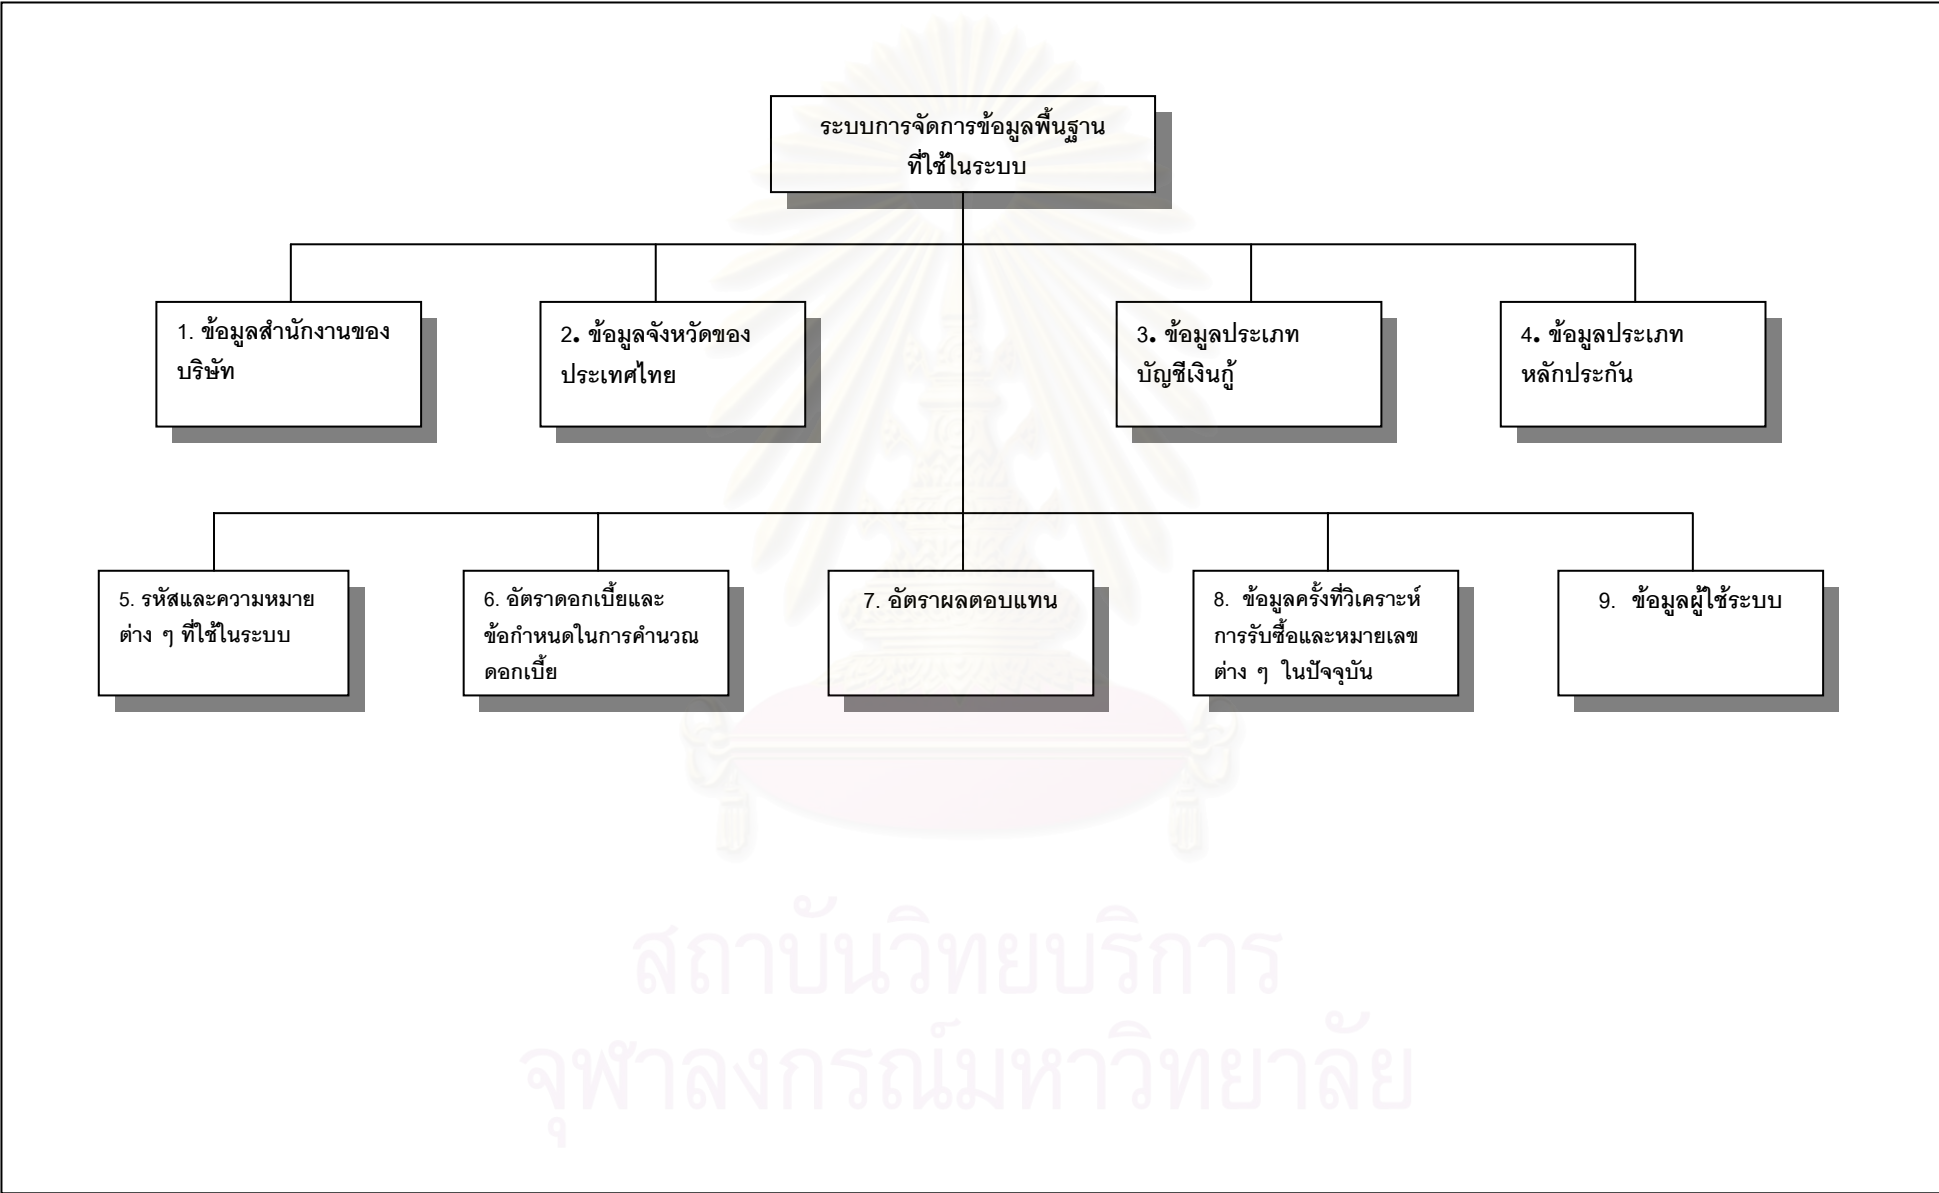 ระบบการจัดการข้อมูลพื้นฐาน
ที่ใช้ในระบบ
1. ข้อมูลสำนักงานของ
บริษัท
2. ข้อมูลจังหวัดของ
ประเทศไทย
3. ข้อมูลประเภท
บัญชีเงินกู้
4. ข้อมูลประเภท
หลักประกัน
5. รหัสและความหมาย
ต่าง ๆ ที่ใช้ในระบบ
6. อัตราดอกเบี้ยและ
ข้อกำหนดในการคำนวณ
ดอกเบี้ย
7. อัตราผลตอบแทน
8. ข้อมูลครั้งที่วิเคราะห์
การรับซื้อและหมายเลข
ต่าง ๆ ในปัจจุบัน
9. ข้อมูลผู้ใช้ระบบ
สถาบันวิทยบริการ
จุฬาลงกรณ์มหาวิทยาลัย